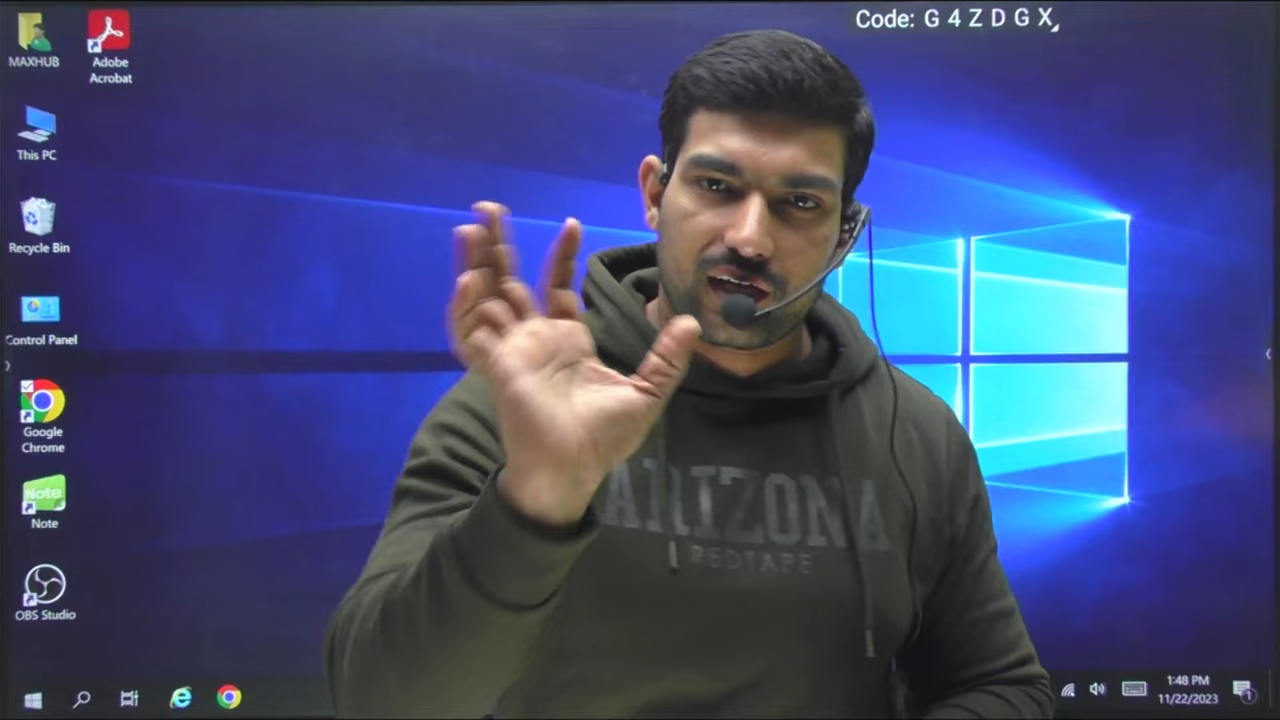 Code: G 4 Z D G X
MAXHUB
Adobe
Acrobat
This PC
Recycle Bin
Control Panel
Google
Chrome
Note
Note
OBS Studio
ARIZONA
REDTAPE
1:48 PM
11/22/2023
1